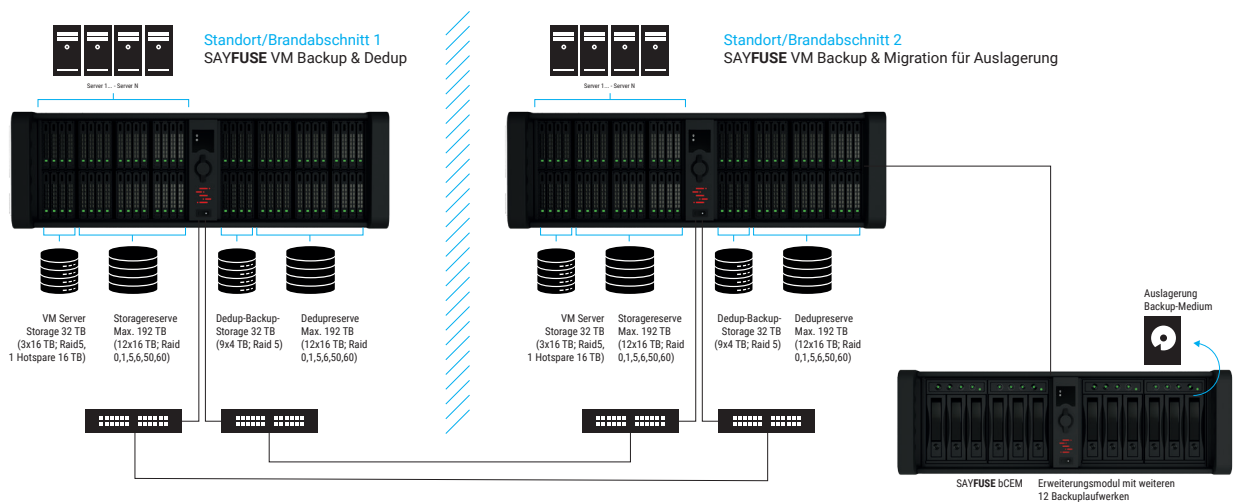 Standort/Brandabschnitt 1
SAYFUSE VM Backup & Dedup
Server 1... - Server N
VM Server
Storage 32 TB
(3x16 TB; Raid5,
1 Hotspare 16 TB)
Storagereserve
Max. 192 TB
(12x16 TB; Raid
0,1,5,6,50,60)
Dedup-Backup-
Storage 32 TB
(9x4 TB; Raid 5)
Dedupreserve
Max. 192 TB
(12x16 TB; Raid
0,1,5,6,50,60)
Standort/Brandabschnitt 2
SAYFUSE VM Backup & Migration für Auslagerung
Server 1... - Server N
VM Server
Storage 32 TB
(3x16 TB; Raid5,
1 Hotspare 16 TB)
Storagereserve
Max. 192 TB
(12x16 TB; Raid
0,1,5,6,50,60)
Dedup-Backup-
Storage 32 TB
(9x4 TB; Raid 5)
Dedupreserve
Max. 192 TB
(12x16 TB; Raid
0,1,5,6,50,60)
Auslagerung
Backup-Medium
SAYFUSE bCEM
Erweiterungsmodul mit weiteren
12 Backuplaufwerken